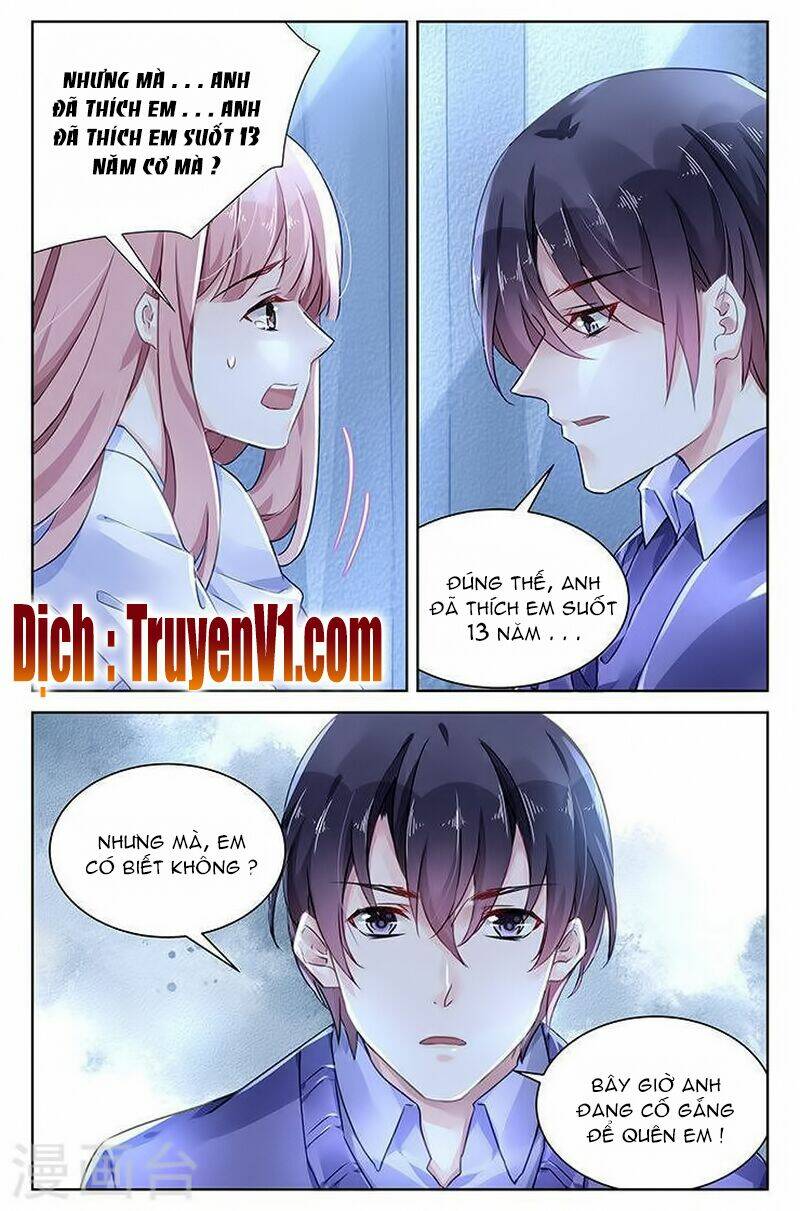 NHƯNG MÀ . . . ANH
ĐÃ THÍCH EM . . . ANH
ĐÃ THÍCH EM SUỐT 13
NĂM CƠ MÀ ?
ĐÚNG THẾ, ANH
ĐÃ THÍCH EM SUỐT
13 NĂM . . .
Dịch : TruyenV1.com
NHƯNG MÀ, EM
CÓ BIẾT KHÔNG ?
BÂY GIỜ ANH
ĐANG CỐ GẮNG
ĐỂ QUÊN EM !
漫画台